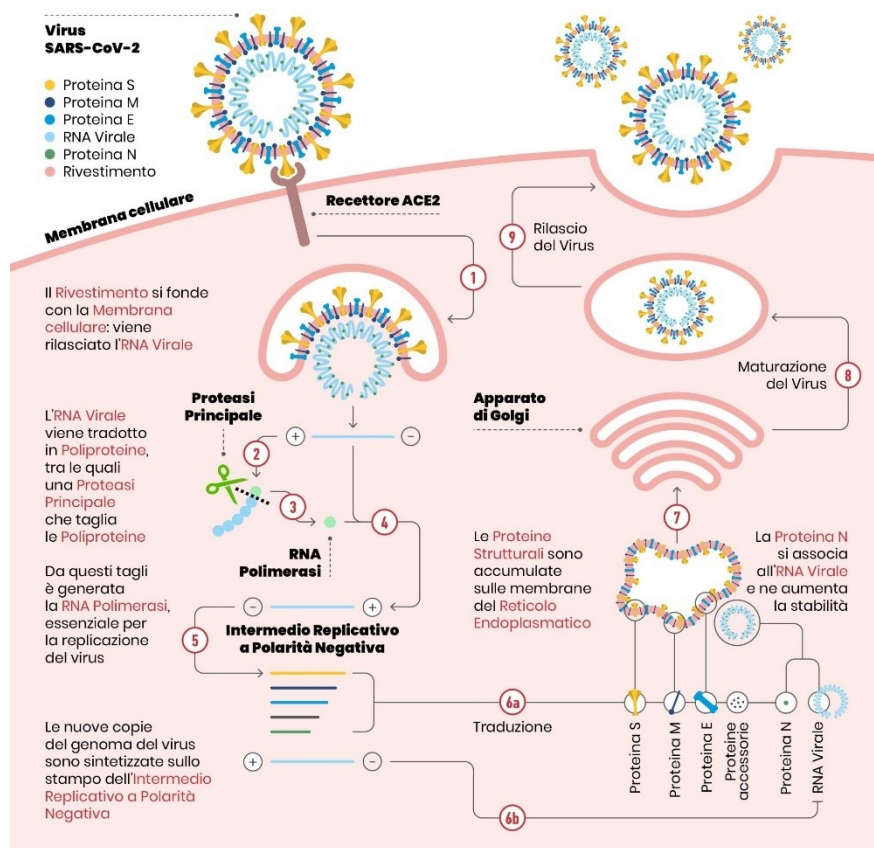 Virus
SARS-CoV-2
Proteina S
Proteina M
Proteina E
RNA Virale
Proteina N
Rivestimento
Membrana cellulare
Recettore ACE2
1
Il Rivestimento si fonde
con la Membrana
cellulare: viene
rilasciato l'RNA Virale
L'RNA Virale
viene tradotto
in Poliproteine,
tra le quali
una Proteasi
Principale
che taglia
le Poliproteine
Proteasi
Principale
+
−
2
3
4
RNA
Polimerasi
Da questi tagli
è generata
la RNA Polimerasi,
essenziale per
la replicazione
del virus
−
+
5
Intermedio Replicativo
a Polarità Negativa
Le nuove copie
del genoma del virus
sono sintetizzate sullo
stampo dell'Intermedio
Replicativo a Polarità
Negativa
+
−
6a
Traduzione
6b
Proteina S
Proteina M
Proteina E
Proteine
accessorie
Proteina N
RNA Virale
Le Proteine
Strutturali sono
accumulate
sulle membrane
del Reticolo
Endoplasmatico
La Proteina N
si associa
all'RNA Virale
e ne aumenta
la stabilità
7
Apparato
di Golgi
8
Maturazione
del Virus
9
Rilascio
del Virus